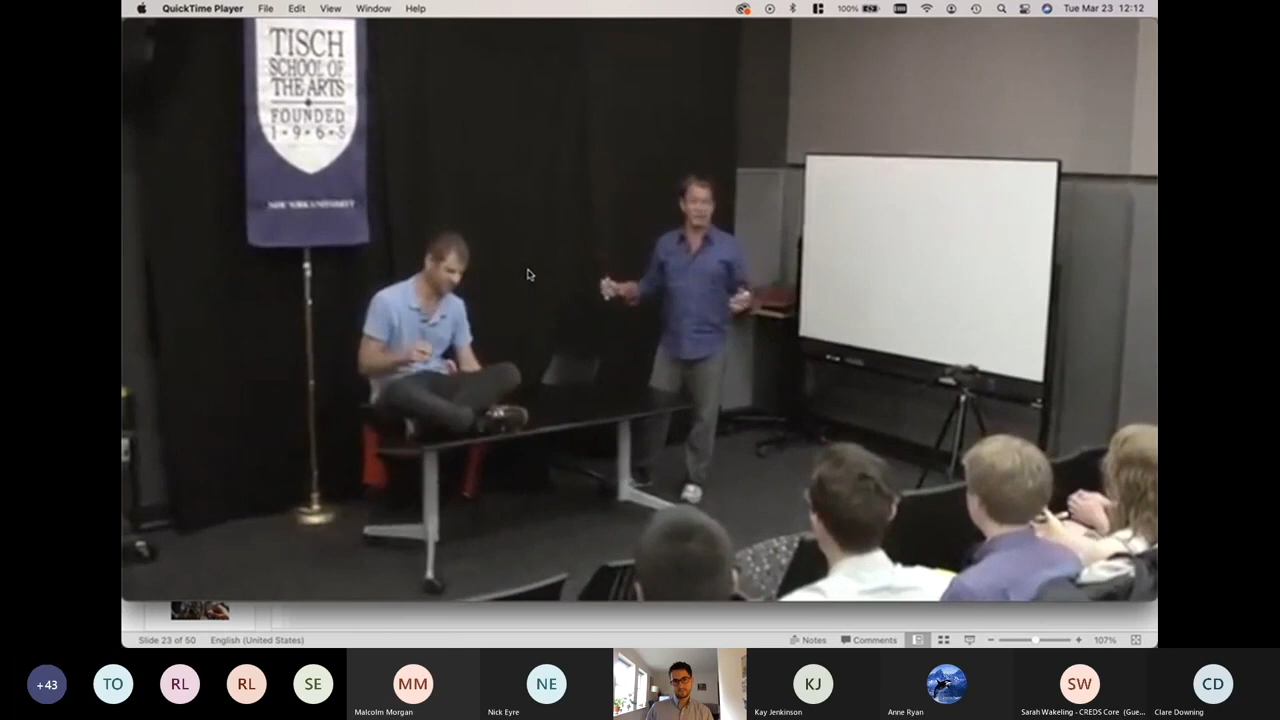 QuickTime Player File Edit View Window Help
100%
Tue Mar 23 12:12
TISCH
SCHOOL OF
THE ARTS
FOUNDED
1-9-6-5
NEW YORK UNIVERSITY
Slide 23 of 50 English (United States)
Notes Comments 107%
+43 TO RL RL SE MM NE KJ SW CD
Malcolm Morgan Nick Eyre Kay Jenkinson Anne Ryan Sarah Wakeling - CREDS Core (Gue... Clare Downing